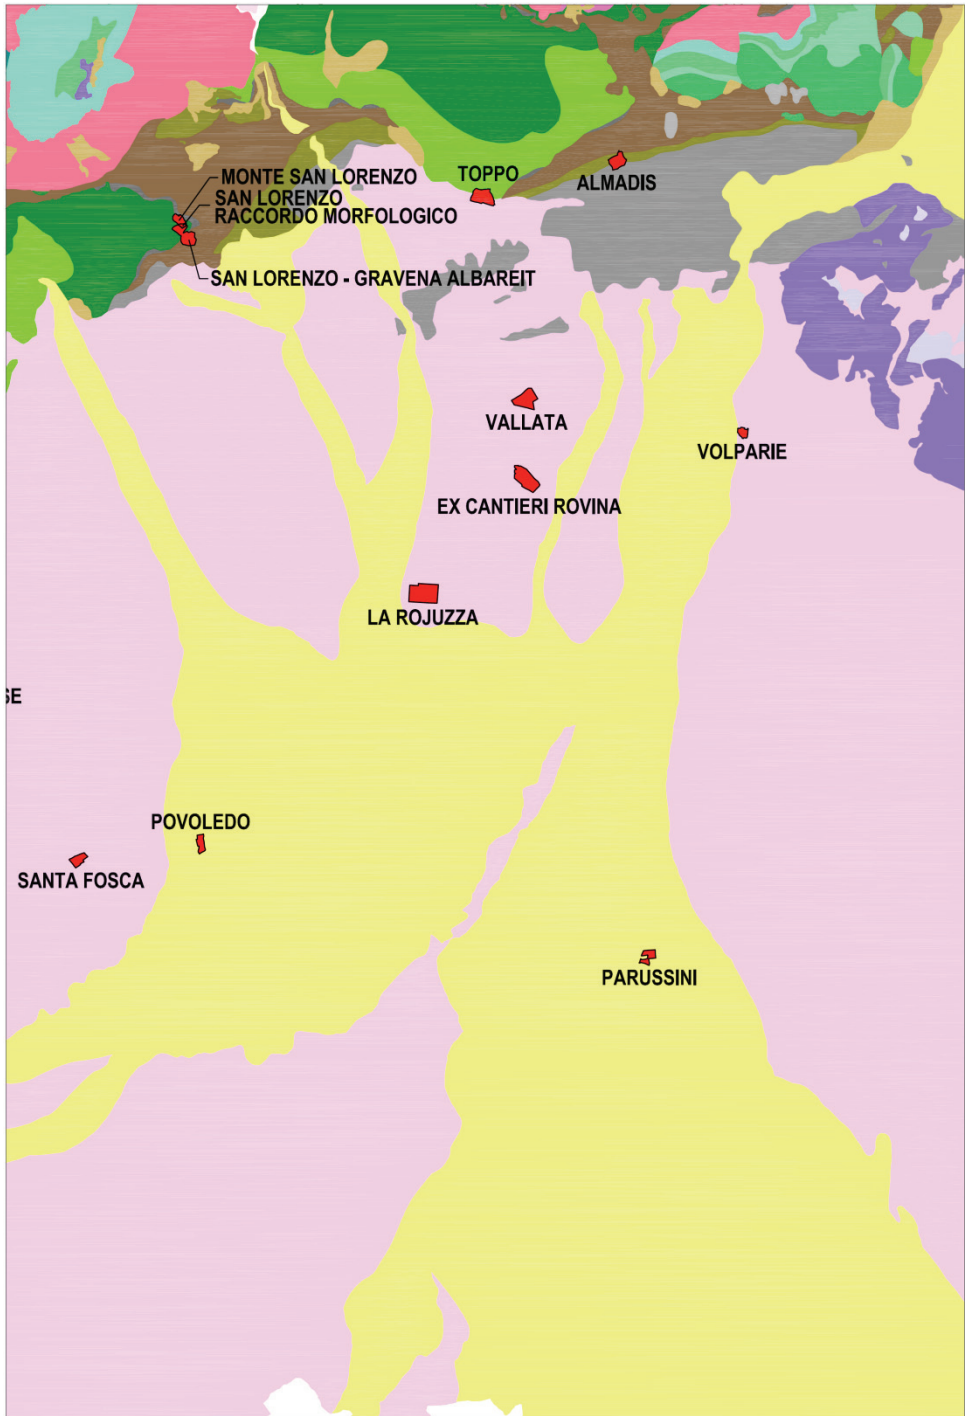 MONTE SAN LORENZO
SAN LORENZO
RACCORDO MORFOLOGICO
SAN LORENZO - GRAVENA ALBAREIT
TOPPO
ALMADIS
VALLATA
VOLPARIE
EX CANTIERI ROVINA
LA ROJUZZA
SE
POVOLEDO
SANTA FOSCA
PARUSSINI